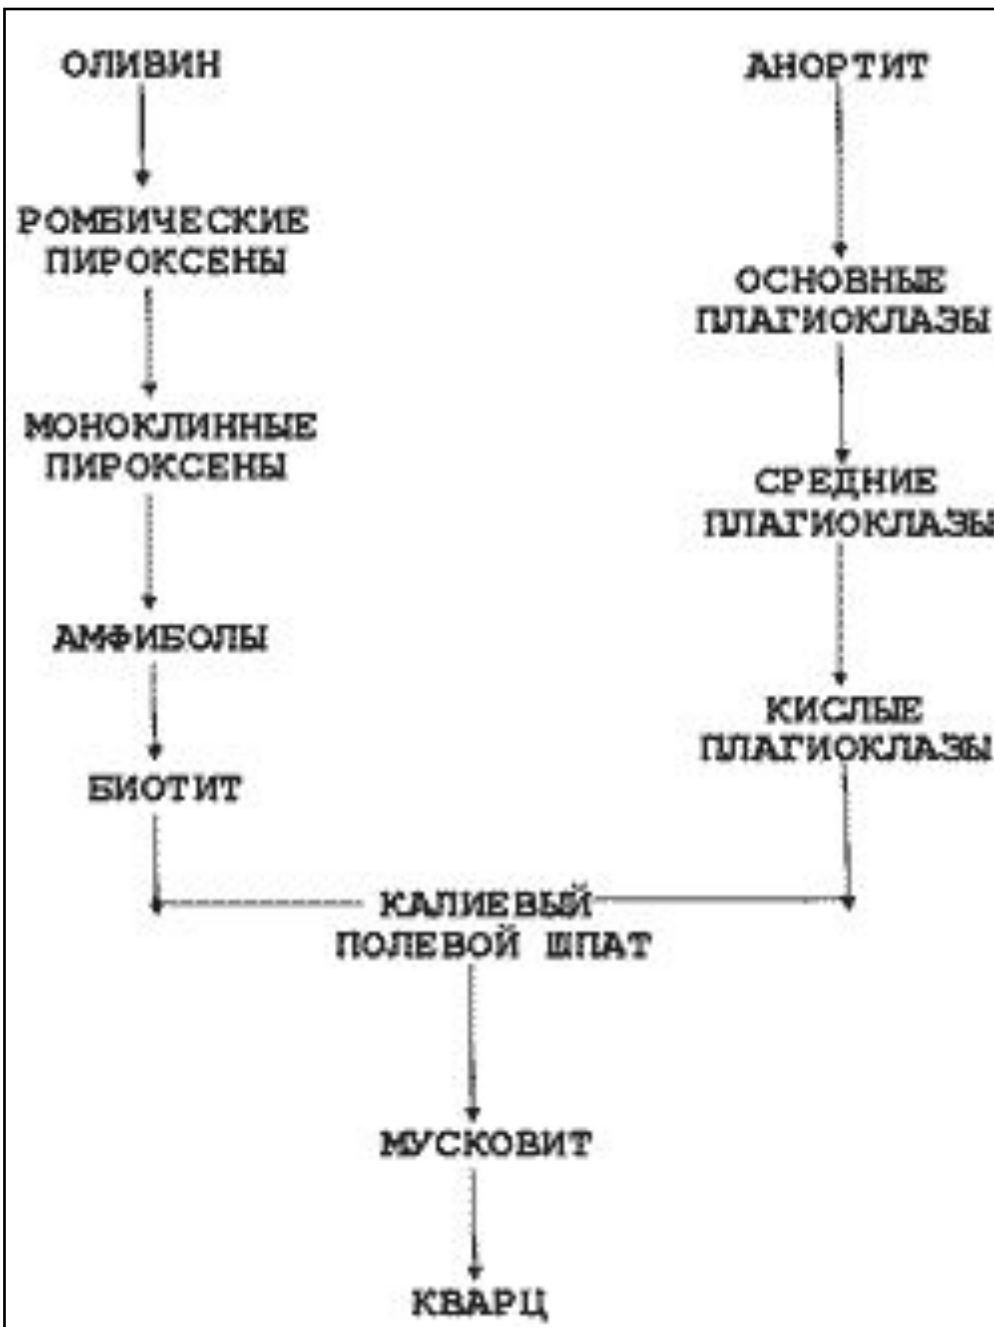 ОЛИВИН
АНОРТИТ
РОМБИЧЕСКИЕ
ПИРОКСЕНЫ
ОСНОВНЫЕ
ПЛАГИОКЛАЗЫ
МОНОКЛИННЫЕ
ПИРОКСЕНЫ
СРЕДНИЕ
ПЛАГИОКЛАЗЫ
АМФИБОЛЫ
КИСЛЫЕ
ПЛАГИОКЛАЗЫ
БИОТИТ
КАЛИЕВЫЙ
ПОЛЕВОЙ ШПАТ
МУСКОВИТ
КВАРЦ